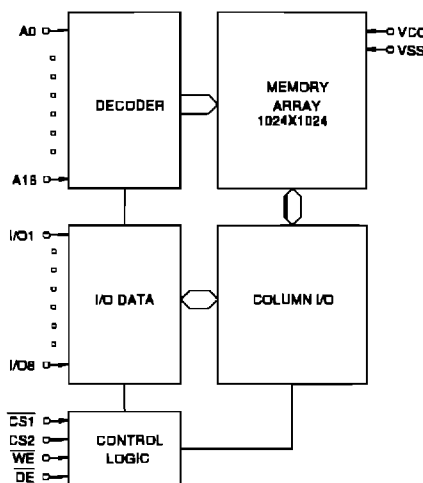 A0
VCC
VSS
DECODER
MEMORY
ARRAY
1024X1024
A16
I/O1
I/O DATA
COLUMN I/O
I/O8
CS1
CS2
WE
OE
CONTROL
LOGIC